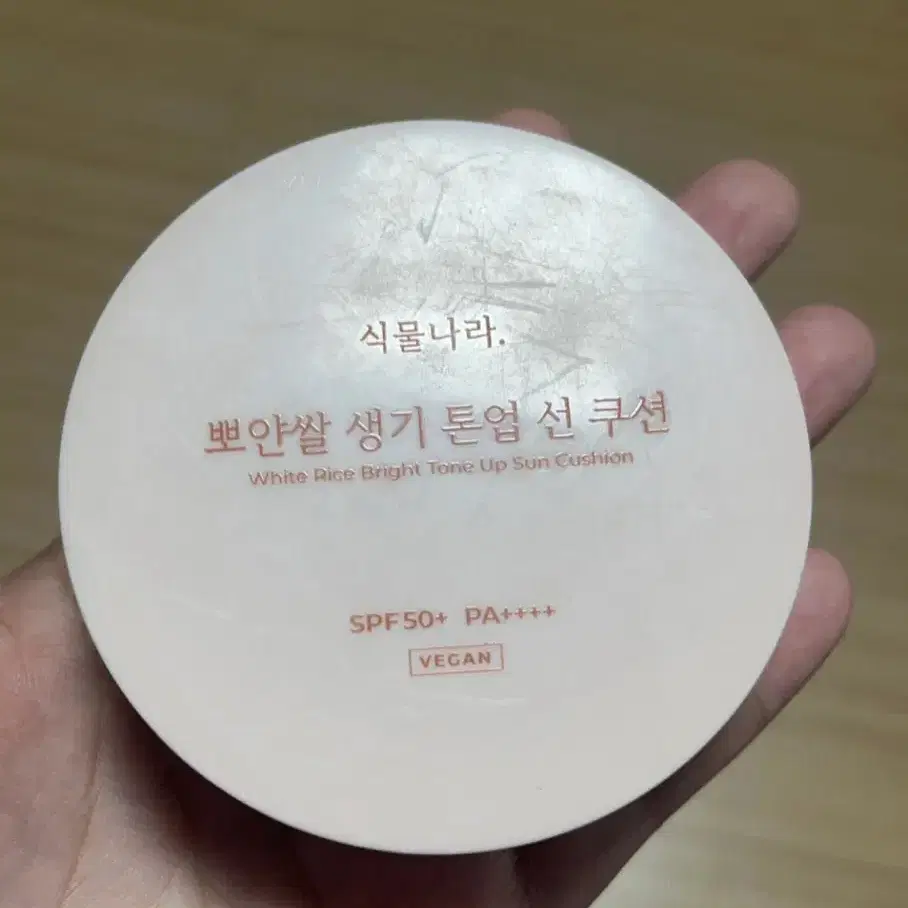 식물나라.
뽀얀쌀 생기 톤업 선 쿠션
White Rice Bright Tone Up Sun Cushion
SPF50+ PA++++
VEGAN